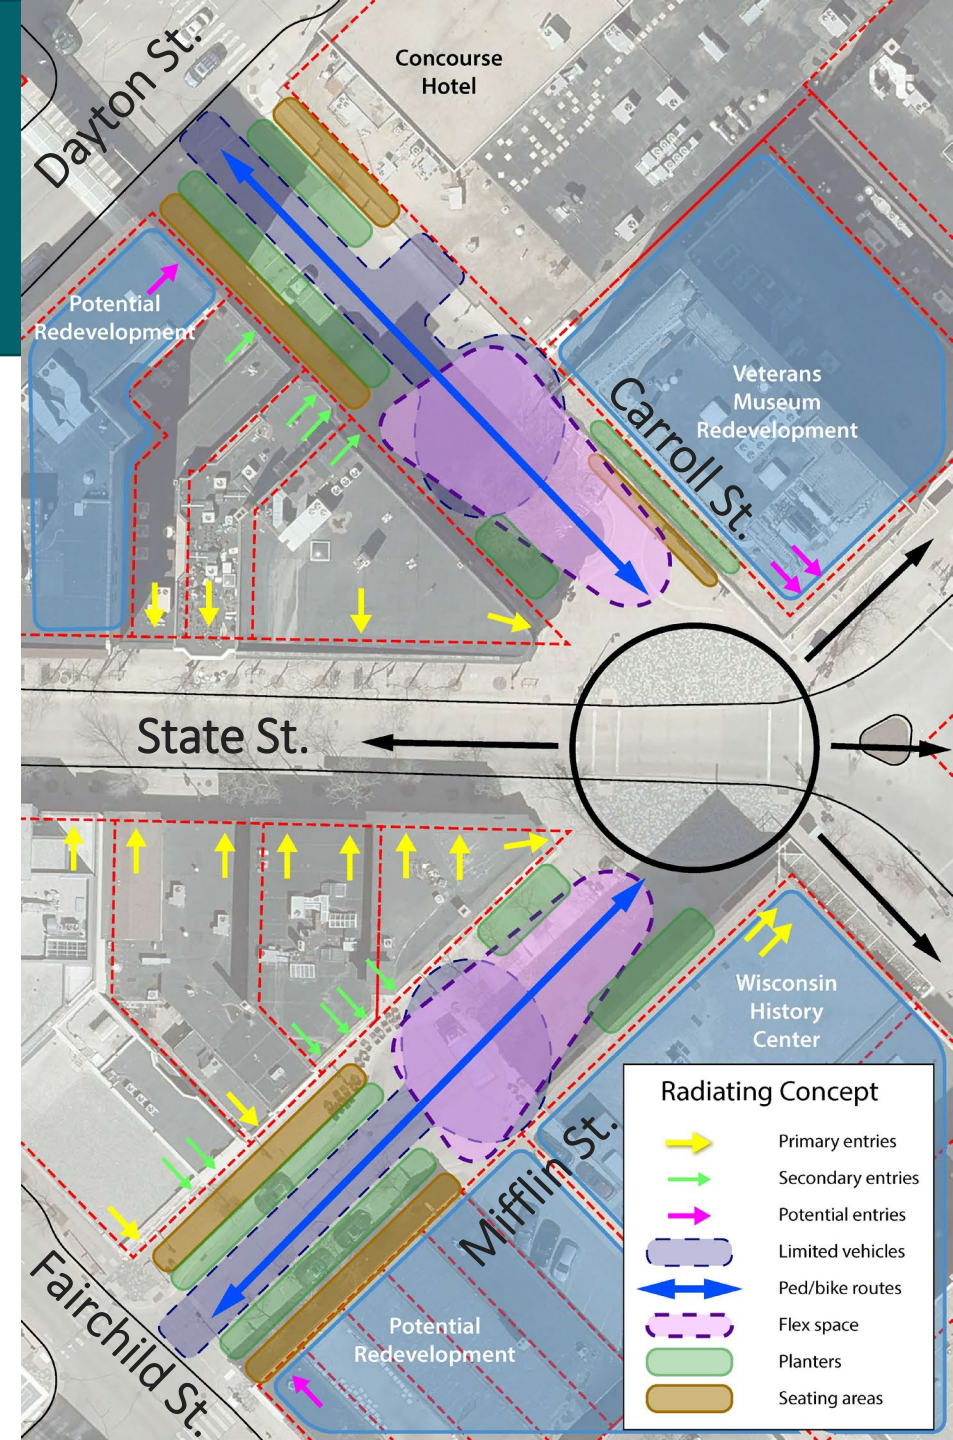 Concourse
Hotel
Dayton St.
Potential
Redevelopment
Veterans
Museum
Redevelopment
Carroll St.
State St.
Wisconsin
History
Center
Mifflin St.
Fairchild St.
Potential
Redevelopment
Radiating Concept
Primary entries
Secondary entries
Potential entries
Limited vehicles
Ped/bike routes
Flex space
Planters
Seating areas